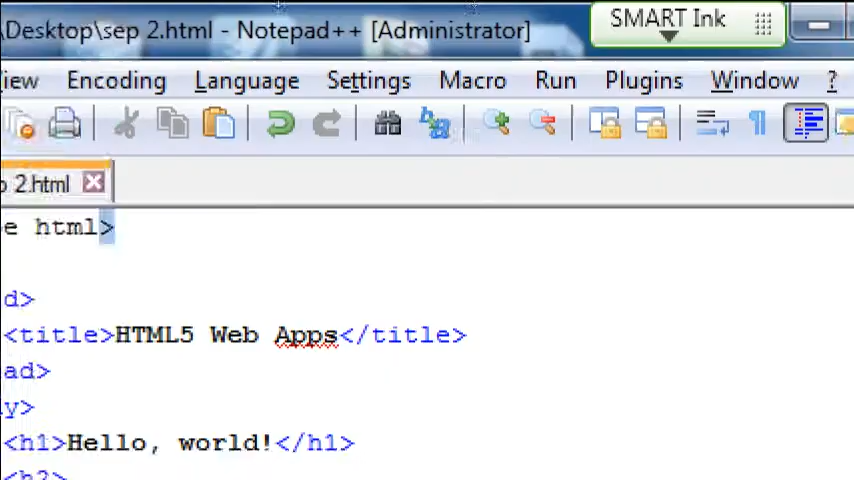 \Desktop\sep 2.html - Notepad++ [Administrator]
SMART Ink
iew Encoding Language Settings Macro Run Plugins Window ?
p 2.html
e html>
d>
<title>HTML5 Web Apps</title>
ad>
y>
<h1>Hello, world!</h1>
<h2>